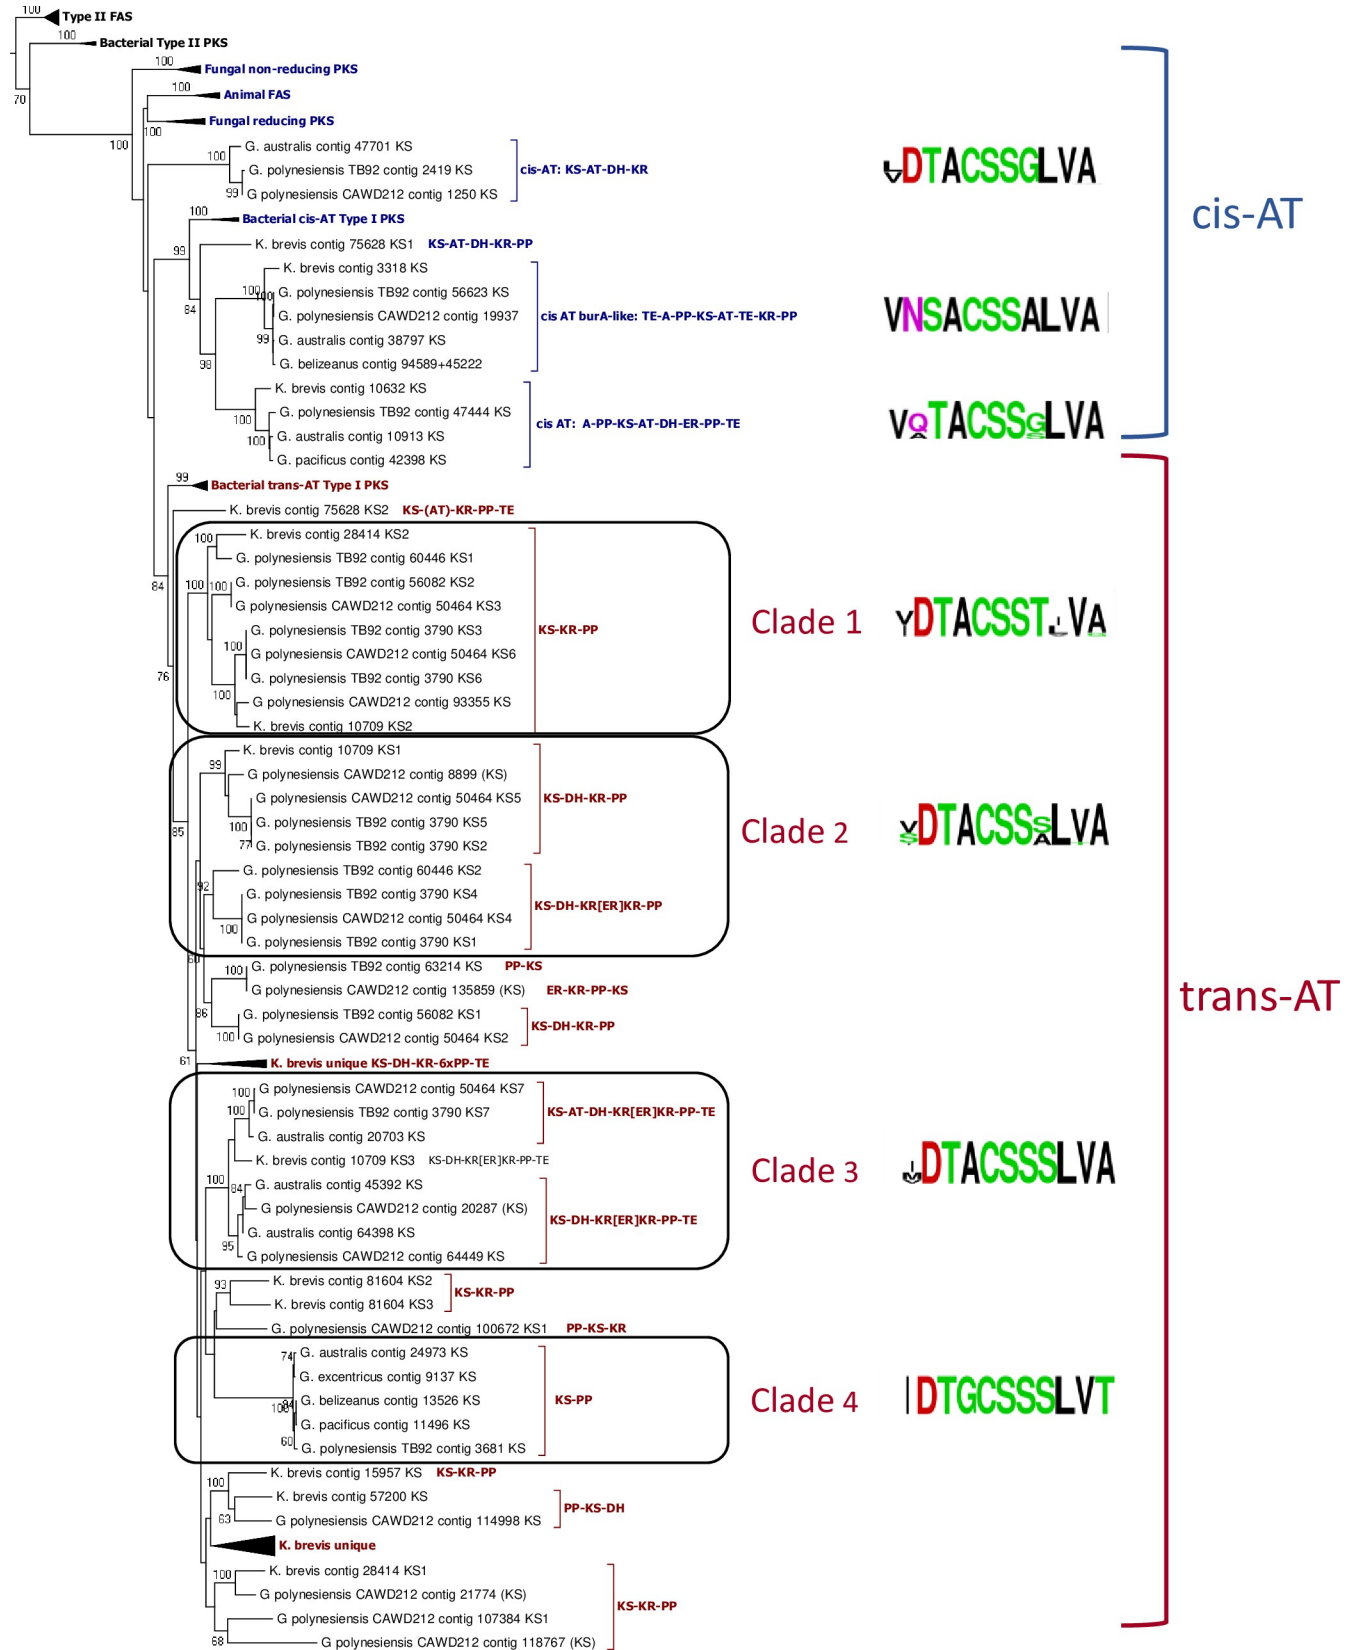 100
Type II FAS
100
Bacterial Type II PKS
70
100
Fungal non-reducing PKS
100
Animal FAS
100
Fungal reducing PKS
100
G. australis contig 47701 KS
100
G. polynesiensis TB92 contig 2419 KS
cis-AT: KS-AT-DH-KR
99
G polynesiensis CAWD212 contig 1250 KS
DTACSSGLVA
cis-AT
100
Bacterial cis-AT Type I PKS
99
K. brevis contig 75628 KS1 KS-AT-DH-KR-PP
84
K. brevis contig 3318 KS
100
100
G. polynesiensis TB92 contig 56623 KS
G. polynesiensis CAWD212 contig 19937
cis AT burA-like: TE-A-PP-KS-AT-TE-KR-PP
VNSACSSALVA
99
G. australis contig 38797 KS
98
G. belizeanus contig 94589+45222
K. brevis contig 10632 KS
100
G. polynesiensis TB92 contig 47444 KS
cis AT: A-PP-KS-AT-DH-ER-PP-TE
VQTACSSGLVA
100
G. australis contig 10913 KS
G. pacificus contig 42398 KS
99
Bacterial trans-AT Type I PKS
K. brevis contig 75628 KS2 KS-(AT)-KR-PP-TE
84
76
100
K. brevis contig 28414 KS2
G. polynesiensis TB92 contig 60446 KS1
100
100
G. polynesiensis TB92 contig 56082 KS2
G polynesiensis CAWD212 contig 50464 KS3
G. polynesiensis TB92 contig 3790 KS3
KS-KR-PP
Clade 1
YDTACSSTIVA
100
G polynesiensis CAWD212 contig 50464 KS6
G. polynesiensis TB92 contig 3790 KS6
100
G polynesiensis CAWD212 contig 93355 KS
K. brevis contig 10709 KS2
85
K. brevis contig 10709 KS1
99
G polynesiensis CAWD212 contig 8899 (KS)
G polynesiensis CAWD212 contig 50464 KS5
KS-DH-KR-PP
100
G. polynesiensis TB92 contig 3790 KS5
77
G. polynesiensis TB92 contig 3790 KS2
Clade 2
DTACSSSLVA
92
G. polynesiensis TB92 contig 60446 KS2
G. polynesiensis TB92 contig 3790 KS4
KS-DH-KR[ER]KR-PP
100
G polynesiensis CAWD212 contig 50464 KS4
G. polynesiensis TB92 contig 3790 KS1
60
100
G. polynesiensis TB92 contig 63214 KS PP-KS
G polynesiensis CAWD212 contig 135859 (KS) ER-KR-PP-KS
trans-AT
86
G. polynesiensis TB92 contig 56082 KS1
KS-DH-KR-PP
100
G polynesiensis CAWD212 contig 50464 KS2
61
K. brevis unique KS-DH-KR-6xPP-TE
100
G polynesiensis CAWD212 contig 50464 KS7
100
G. polynesiensis TB92 contig 3790 KS7
KS-AT-DH-KR[ER]KR-PP-TE
G. australis contig 20703 KS
K. brevis contig 10709 KS3 KS-DH-KR[ER]KR-PP-TE
Clade 3
DTACSSSLVA
100
84
G. australis contig 45392 KS
G polynesiensis CAWD212 contig 20287 (KS)
KS-DH-KR[ER]KR-PP-TE
G. australis contig 64398 KS
95
G polynesiensis CAWD212 contig 64449 KS
93
K. brevis contig 81604 KS2
KS-KR-PP
K. brevis contig 81604 KS3
G. polynesiensis CAWD212 contig 100672 KS1 PP-KS-KR
74
G. australis contig 24973 KS
G. excentricus contig 9137 KS
100
G. belizeanus contig 13526 KS
KS-PP
Clade 4
IDTGCSSSLVT
G. pacificus contig 11496 KS
60
G. polynesiensis TB92 contig 3681 KS
K. brevis contig 15957 KS KS-KR-PP
100
K. brevis contig 57200 KS
PP-KS-DH
63
G polynesiensis CAWD212 contig 114998 KS
K. brevis unique
100
K. brevis contig 28414 KS1
G polynesiensis CAWD212 contig 21774 (KS)
KS-KR-PP
G polynesiensis CAWD212 contig 107384 KS1
68
G polynesiensis CAWD212 contig 118767 (KS)